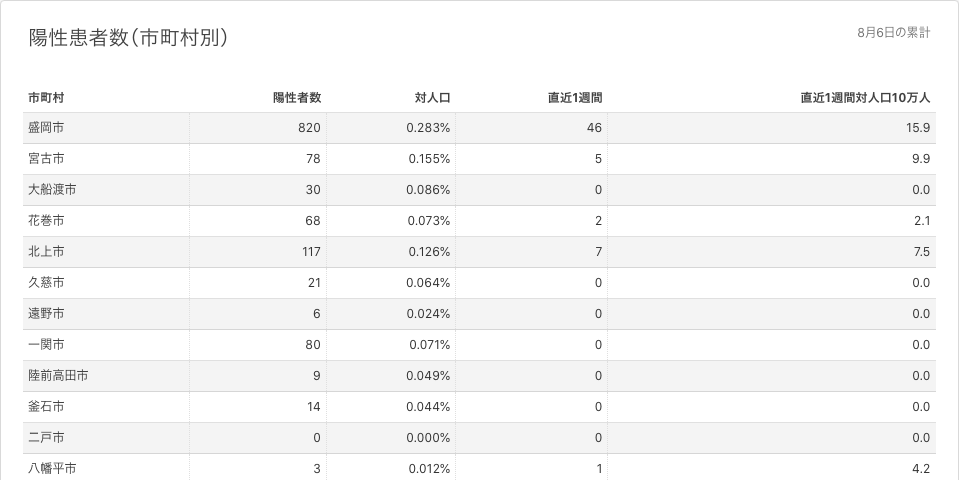 陽性患者数(市町村別)
8月6日の累計
市町村 陽性者数 対人口 直近1週間 直近1週間対人口10万人
盛岡市 820 0.283% 46 15.9
宮古市 78 0.155% 5 9.9
大船渡市 30 0.086% 0 0.0
花巻市 68 0.073% 2 2.1
北上市 117 0.126% 7 7.5
久慈市 21 0.064% 0 0.0
遠野市 6 0.024% 0 0.0
一関市 80 0.071% 0 0.0
陸前高田市 9 0.049% 0 0.0
釜石市 14 0.044% 0 0.0
二戸市 0 0.000% 0 0.0
八幡平市 3 0.012% 1 4.2